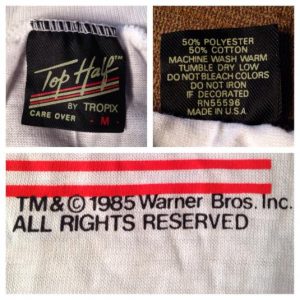 Top Half™
BY TROPIX
CARE OVER - M -
50% POLYESTER
50% COTTON
MACHINE WASH WARM
TUMBLE DRY LOW
DO NOT BLEACH COLORS
DO NOT IRON
IF DECORATED
RN55596
MADE IN U.S.A.
TM&©1985 Warner Bros. Inc.
ALL RIGHTS RESERVED